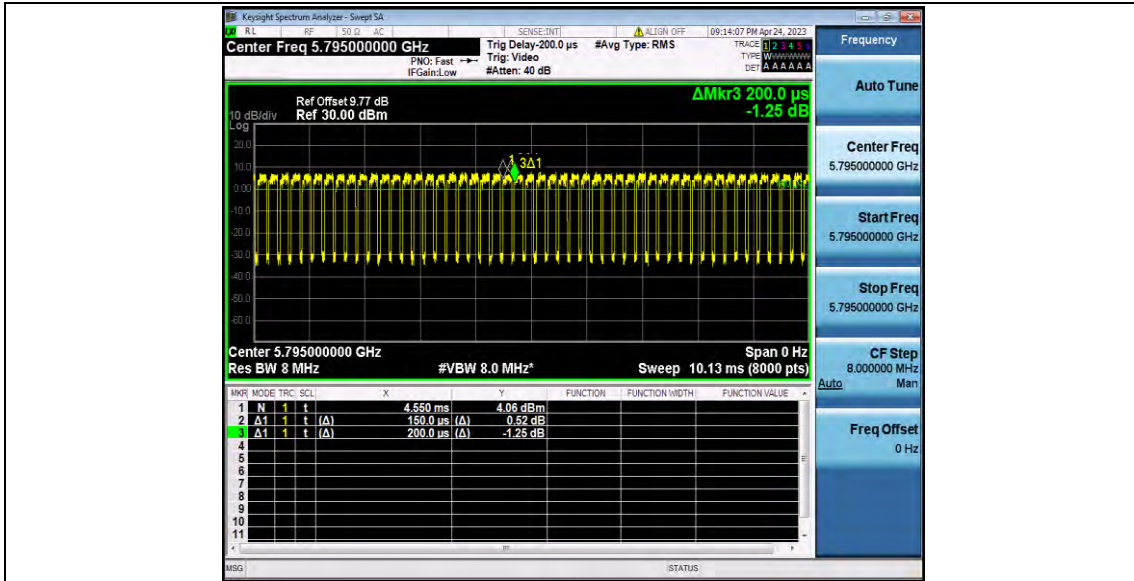 Keysight Spectrum Analyzer - Swept SA
RL RF 50 Ω AC SENSE:INT ALIGN OFF 09:14:07 PM Apr 24, 2023
Center Freq 5.795000000 GHz
PNO: Fast
IFGain:Low
Trig Delay-200.0 µs
Trig: Video
#Atten: 40 dB
#Avg Type: RMS
TRACE 1 2 3 4 5 6
TYPE
DET A A A A A A
ΔMkr3 200.0 µs
-1.25 dB
Ref Offset 9.77 dB
10 dB/div Ref 30.00 dBm
Log
20.0
10.0
0.00
-10.0
-20.0
-30.0
-40.0
-50.0
-60.0
1 3Δ1
Center 5.795000000 GHz Span 0 Hz
Res BW 8 MHz #VBW 8.0 MHz* Sweep 10.13 ms (8000 pts)
MKR MODE TRC SCL X Y FUNCTION FUNCTION WIDTH FUNCTION VALUE
1 N 1 t 4.550 ms 4.06 dBm
2 Δ1 1 t (Δ) 150.0 µs (Δ) 0.52 dB
3 Δ1 1 t (Δ) 200.0 µs (Δ) -1.25 dB
4
5
6
7
8
9
10
11
MSG STATUS
Frequency
Auto Tune
Center Freq
5.795000000 GHz
Start Freq
5.795000000 GHz
Stop Freq
5.795000000 GHz
CF Step
8.000000 MHz
Auto Man
Freq Offset
0 Hz